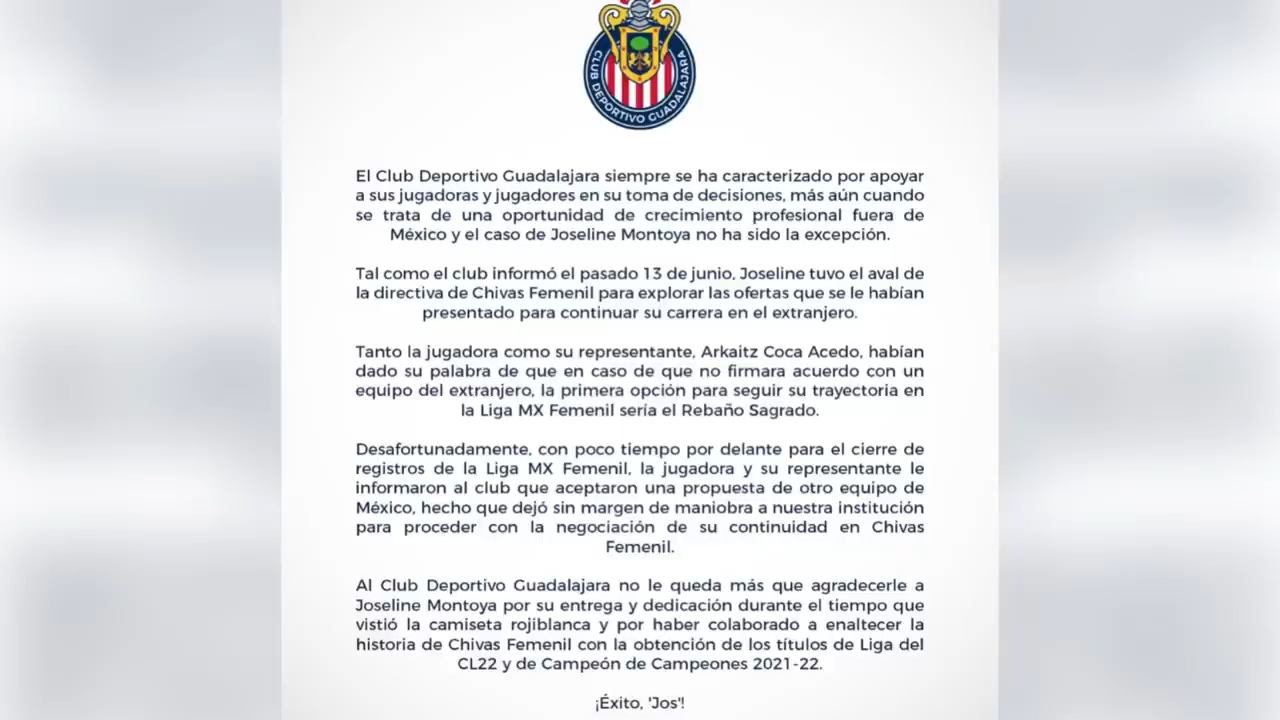 CLUB DEPORTIVO GUADALAJARA
El Club Deportivo Guadalajara siempre se ha caracterizado por apoyar
a sus jugadoras y jugadores en su toma de decisiones, más aún cuando
se trata de una oportunidad de crecimiento profesional fuera de
México y el caso de Joseline Montoya no ha sido la excepción.
Tal como el club informó el pasado 13 de junio, Joseline tuvo el aval de
la directiva de Chivas Femenil para explorar las ofertas que se le habían
presentado para continuar su carrera en el extranjero.
Tanto la jugadora como su representante, Arkaitz Coca Acedo, habían
dado su palabra de que en caso de que no firmara acuerdo con un
equipo del extranjero, la primera opción para seguir su trayectoria en
la Liga MX Femenil sería el Rebaño Sagrado.
Desafortunadamente, con poco tiempo por delante para el cierre de
registros de la Liga MX Femenil, la jugadora y su representante le
informaron al club que aceptaron una propuesta de otro equipo de
México, hecho que dejó sin margen de maniobra a nuestra institución
para proceder con la negociación de su continuidad en Chivas
Femenil.
Al Club Deportivo Guadalajara no le queda más que agradecerle a
Joseline Montoya por su entrega y dedicación durante el tiempo que
vistió la camiseta rojiblanca y por haber colaborado a enaltecer la
historia de Chivas Femenil con la obtención de los títulos de Liga del
CL22 y de Campeón de Campeones 2021-22.
¡Éxito, 'Jos'!